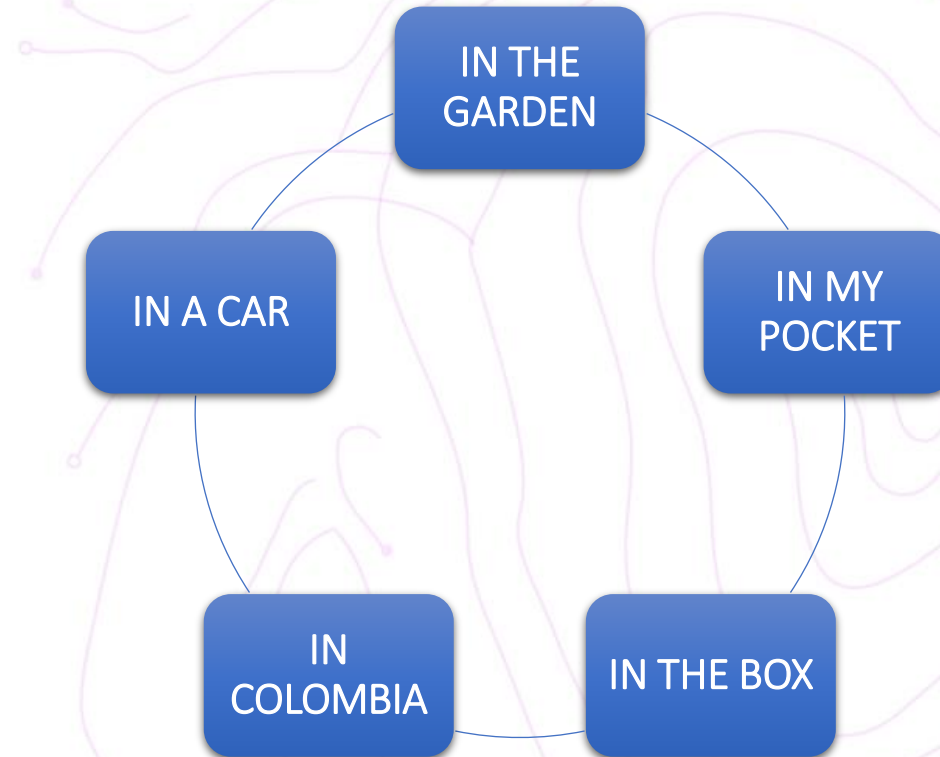 IN THE
GARDEN
IN MY
POCKET
IN THE BOX
IN
COLOMBIA
IN A CAR